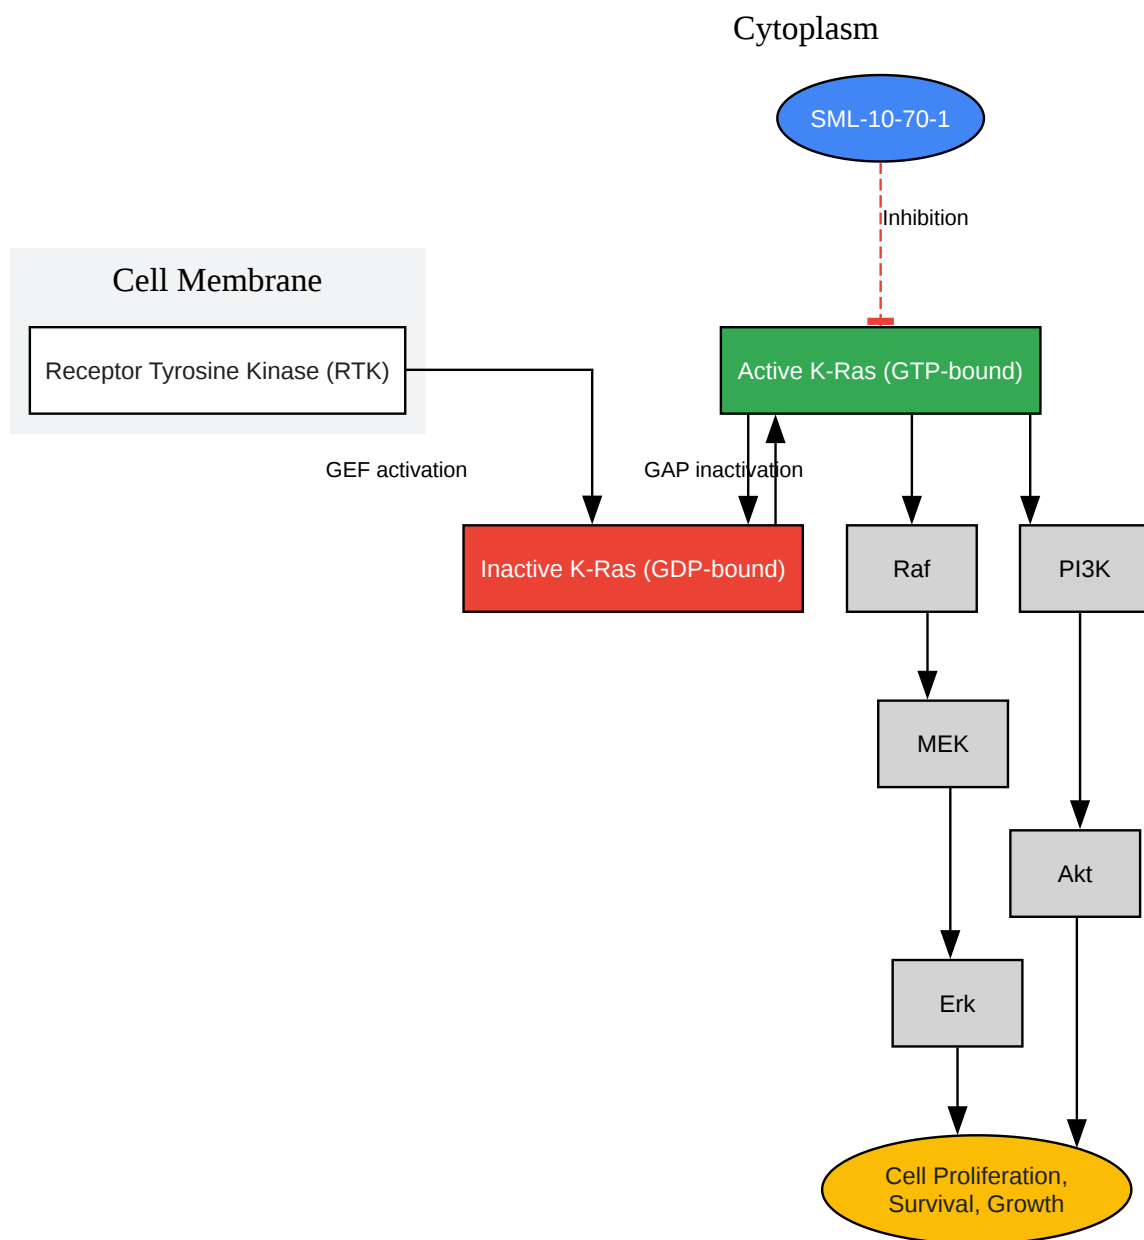 Cytoplasm
SML-10-70-1
Inhibition
Cell Membrane
Receptor Tyrosine Kinase (RTK)
Active K-Ras (GTP-bound)
GEF activation
GAP inactivation
Inactive K-Ras (GDP-bound)
Raf
PI3K
MEK
Akt
Erk
Cell Proliferation,
Survival, Growth